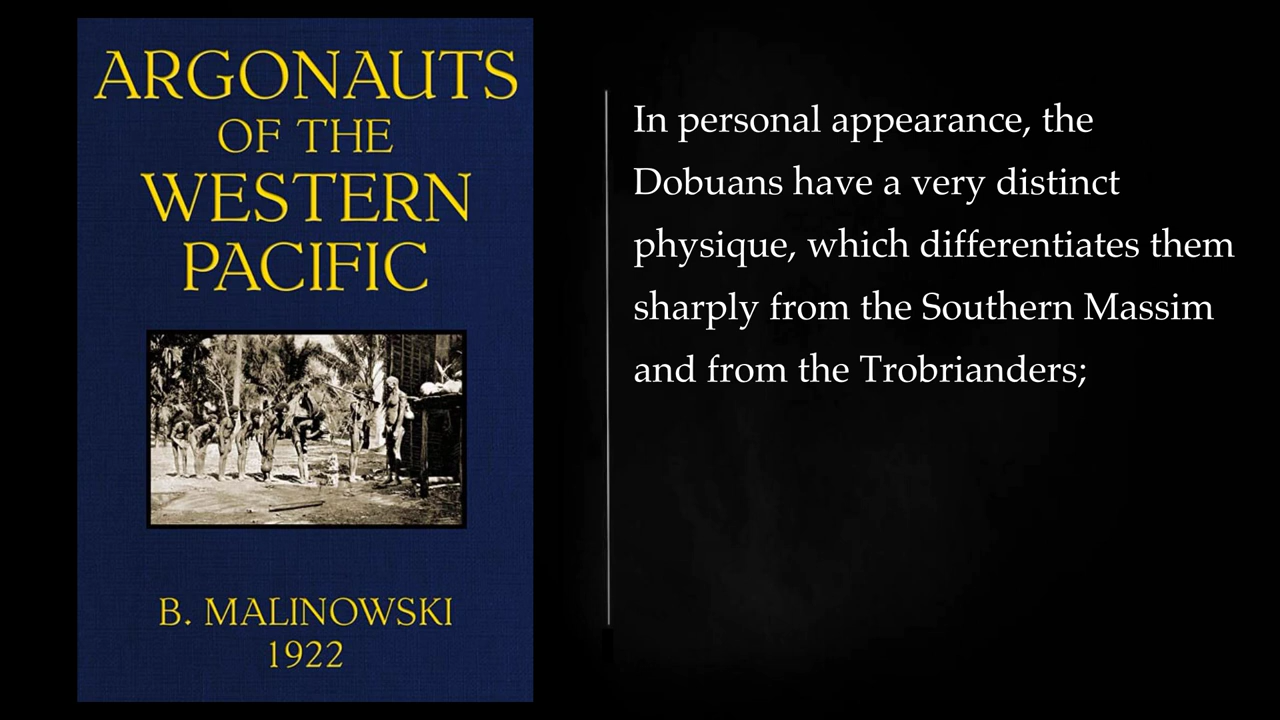 ARGONAUTS
OF THE
WESTERN
PACIFIC
B. MALINOWSKI
1922
In personal appearance, the
Dobuans have a very distinct
physique, which differentiates them
sharply from the Southern Massim
and from the Trobrianders;